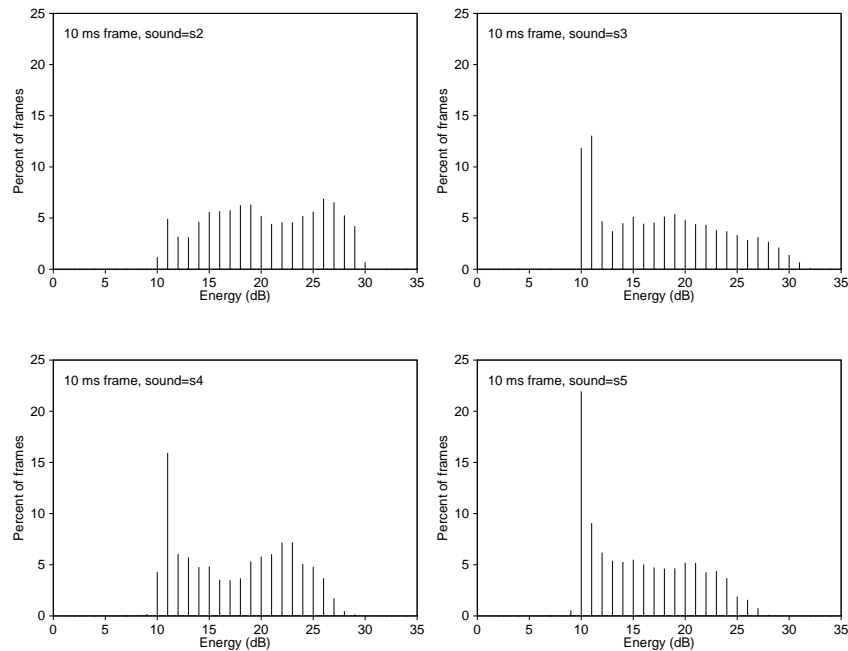 25
20
15
10
5
0
Percent of frames
10 ms frame, sound=s2
0 5 10 15 20 25 30 35
Energy (dB)
25
20
15
10
5
0
Percent of frames
10 ms frame, sound=s3
0 5 10 15 20 25 30 35
Energy (dB)
25
20
15
10
5
0
Percent of frames
10 ms frame, sound=s4
0 5 10 15 20 25 30 35
Energy (dB)
25
20
15
10
5
0
Percent of frames
10 ms frame, sound=s5
0 5 10 15 20 25 30 35
Energy (dB)